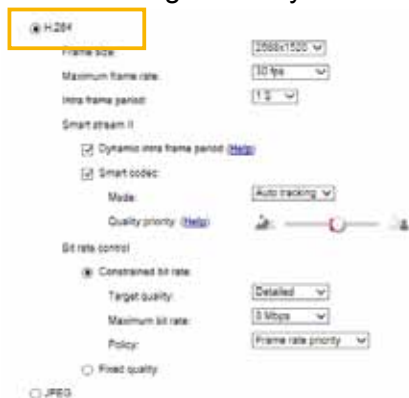 H.264
Frame size: 2688x1520
Maximum frame rate: 30 fps
Intra frame period: 1 S
Smart stream II
Dynamic intra frame period (Help)
Smart codec:
Mode: Auto tracking
Quality priority: (Help)
Bit rate control
Constrained bit rate:
Target quality: Detailed
Maximum bit rate: Mbps
Policy: Frame rate priority
Fixed quality:
JPEG